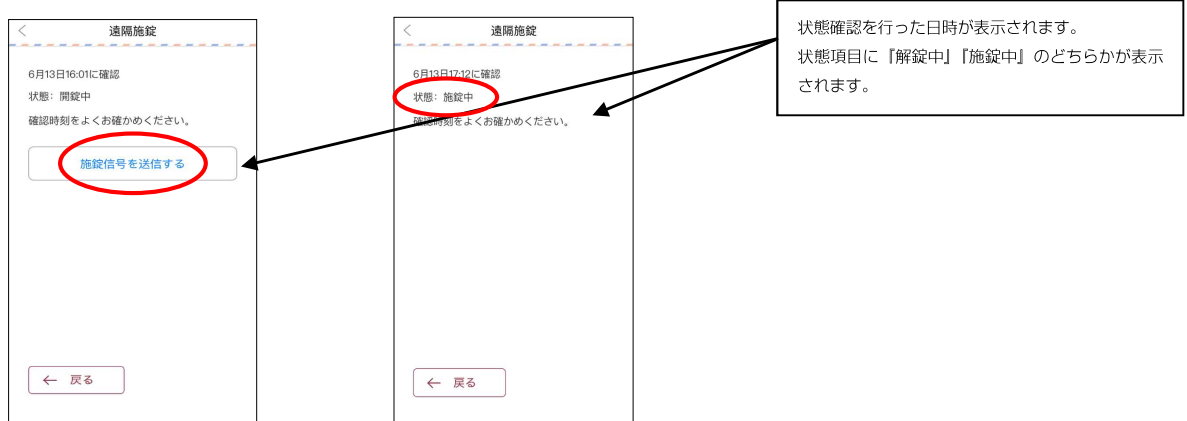 遠隔施錠
6月13日16:01に確認
状態: 開錠中
確認時刻をよくお確かめください。
施錠信号を送信する
← 戻る
遠隔施錠
6月13日17:12に確認
状態: 施錠中
確認時刻をよくお確かめください。
← 戻る
状態確認を行った日時が表示されます。
状態項目に『解錠中』『施錠中』のどちらかが表示
されます。